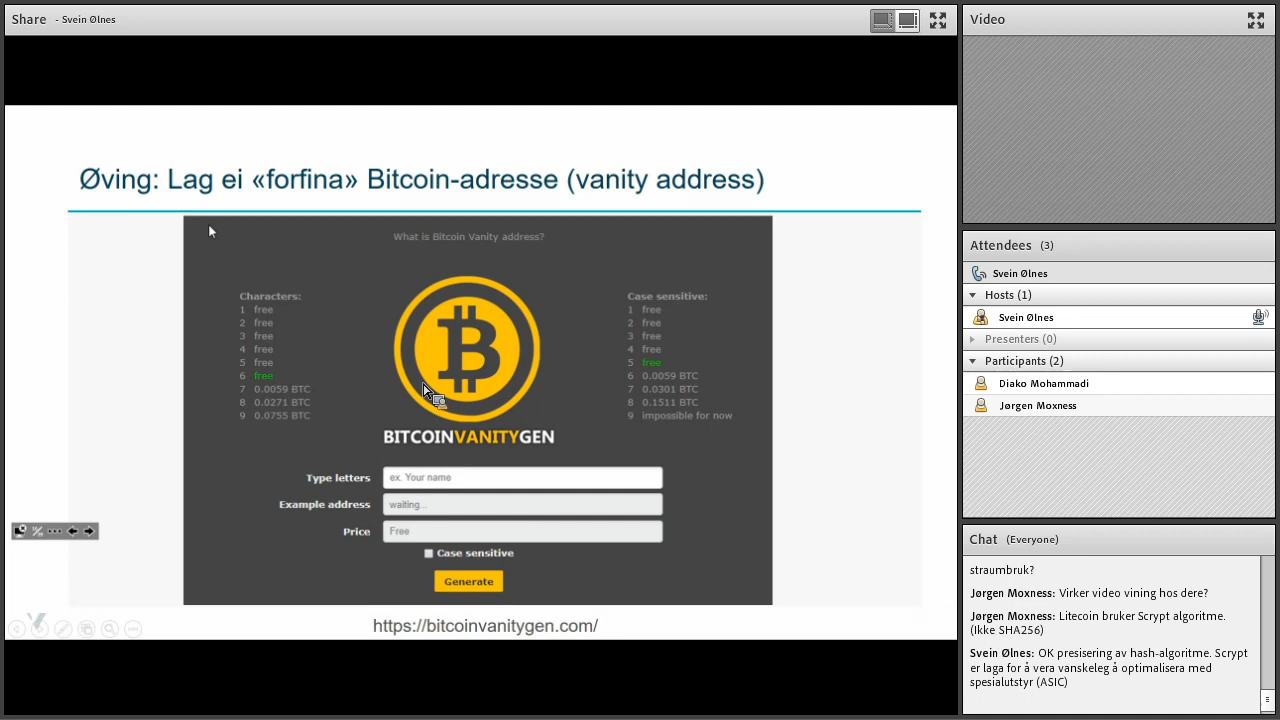 Share - Svein Ølnes
Øving: Lag ei «forfina» Bitcoin-adresse (vanity address)
What is Bitcoin Vanity address?
Characters:
1 free
2 free
3 free
4 free
5 free
6 free
7 0.0059 BTC
8 0.0271 BTC
9 0.0755 BTC
Case sensitive:
1 free
2 free
3 free
4 free
5 free
6 0.0059 BTC
7 0.0301 BTC
8 0.1511 BTC
9 impossible for now
BITCOINVANITYGEN
Type letters ex. Your name
Example address waiting...
Price Free
Case sensitive
Generate
https://bitcoinvanitygen.com/
Video
Attendees (3)
Svein Ølnes
Hosts (1)
Svein Ølnes
Presenters (0)
Participants (2)
Diako Mohammadi
Jørgen Moxness
Chat (Everyone)
straumbruk?
Jørgen Moxness: Virker video vining hos dere?
Jørgen Moxness: Litecoin bruker Scrypt algoritme.
(Ikke SHA256)
Svein Ølnes: OK presisering av hash-algoritme. Scrypt
er laga for å vera vanskeleg å optimalisera med
spesialutstyr (ASIC)